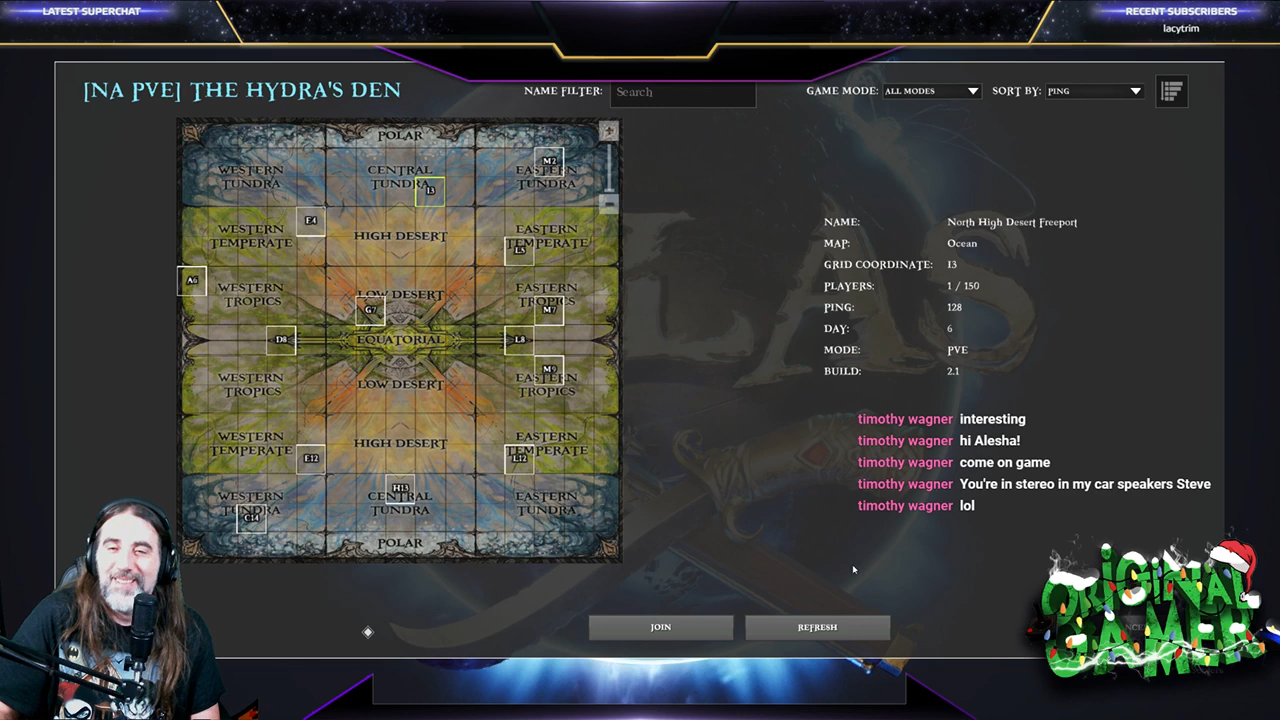 LATEST SUPERCHAT
RECENT SUBSCRIBERS
lacytrim
[NA PVE] THE HYDRA'S DEN
NAME FILTER: Search
GAME MODE: ALL MODES
SORT BY: PING
POLAR
WESTERN TUNDRA
CENTRAL TUNDRA
EASTERN TUNDRA
M2
I3
E4
WESTERN TEMPERATE
HIGH DESERT
EASTERN TEMPERATE
L5
A6
WESTERN TROPICS
LOW DESERT
EASTERN TROPICS
G7
M7
D8
EQUATORIAL
L8
M9
WESTERN TROPICS
LOW DESERT
EASTERN TROPICS
WESTERN TEMPERATE
HIGH DESERT
EASTERN TEMPERATE
E12
L12
H13
WESTERN TUNDRA
CENTRAL TUNDRA
EASTERN TUNDRA
C14
POLAR
NAME: North High Desert Freeport
MAP: Ocean
GRID COORDINATE: I3
PLAYERS: 1 / 150
PING: 128
DAY: 6
MODE: PVE
BUILD: 2.1
timothy wagner interesting
timothy wagner hi Alesha!
timothy wagner come on game
timothy wagner You're in stereo in my car speakers Steve
timothy wagner lol
JOIN
REFRESH
ORIGINAL
GAMER